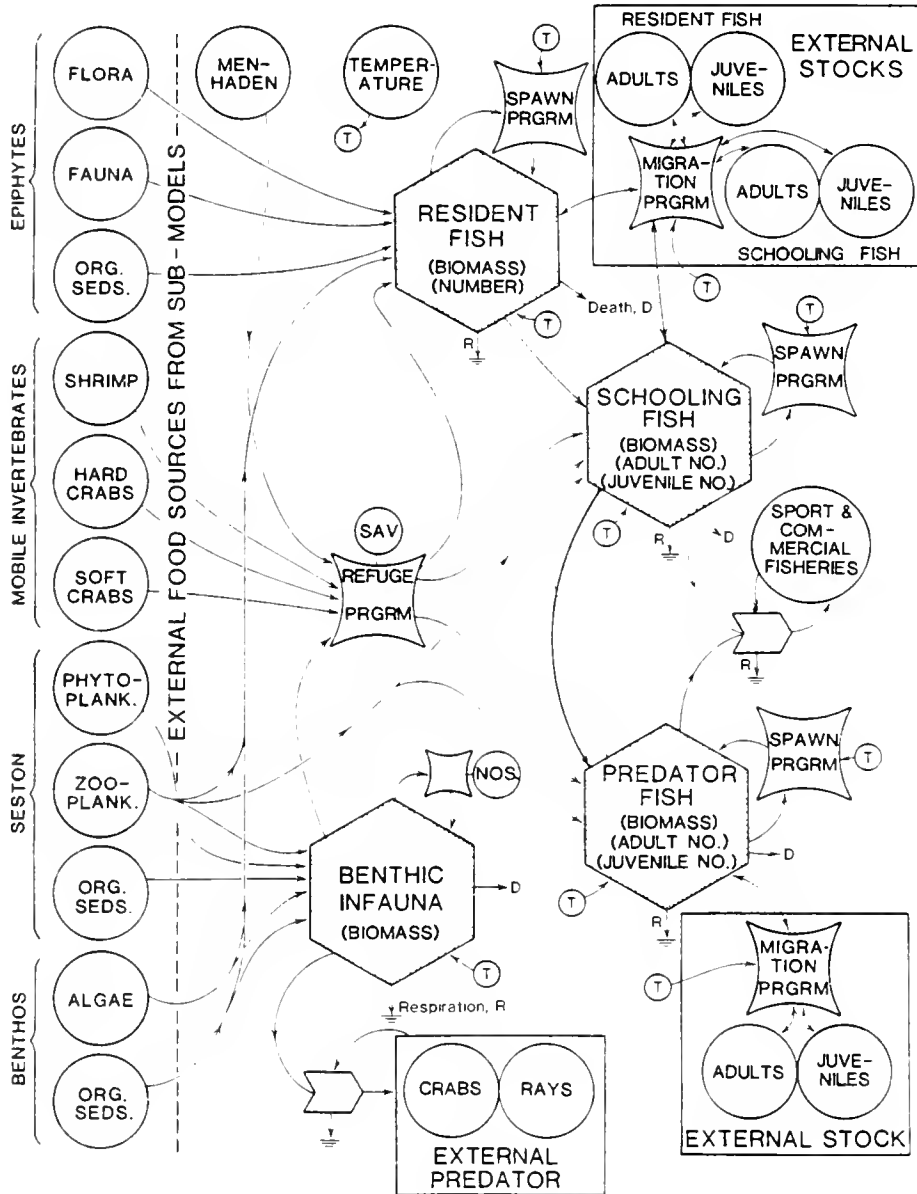 EPIPHYTES
FLORA
FAUNA
ORG.
SEDS.
MOBILE INVERTEBRATES
SHRIMP
HARD
CRABS
SOFT
CRABS
SESTON
PHYTO-
PLANK.
ZOO-
PLANK.
ORG.
SEDS.
BENTHOS
ALGAE
ORG.
SEDS.
EXTERNAL FOOD SOURCES FROM SUB-MODELS
MEN-
HADEN
TEMPER-
ATURE
T
T
SPAWN
PRGRM
RESIDENT
FISH
(BIOMASS)
(NUMBER)
T
R
Death, D
RESIDENT FISH
EXTERNAL
STOCKS
ADULTS
JUVE-
NILES
MIGRA-
TION
PRGRM
ADULTS
JUVE-
NILES
SCHOOLING FISH
T
T
SPAWN
PRGRM
SCHOOLING
FISH
(BIOMASS)
(ADULT NO.)
(JUVENILE NO.)
T
R
D
SAV
REFUGE
PRGRM
SPORT &
COM-
MERCIAL
FISHERIES
R
SPAWN
PRGRM
T
PREDATOR
FISH
(BIOMASS)
(ADULT NO.)
(JUVENILE NO.)
D
T
R
NOS.
BENTHIC
INFAUNA
(BIOMASS)
D
T
Respiration, R
CRABS
RAYS
EXTERNAL
PREDATOR
T
MIGRA-
TION
PRGRM
ADULTS
JUVE-
NILES
EXTERNAL STOCK